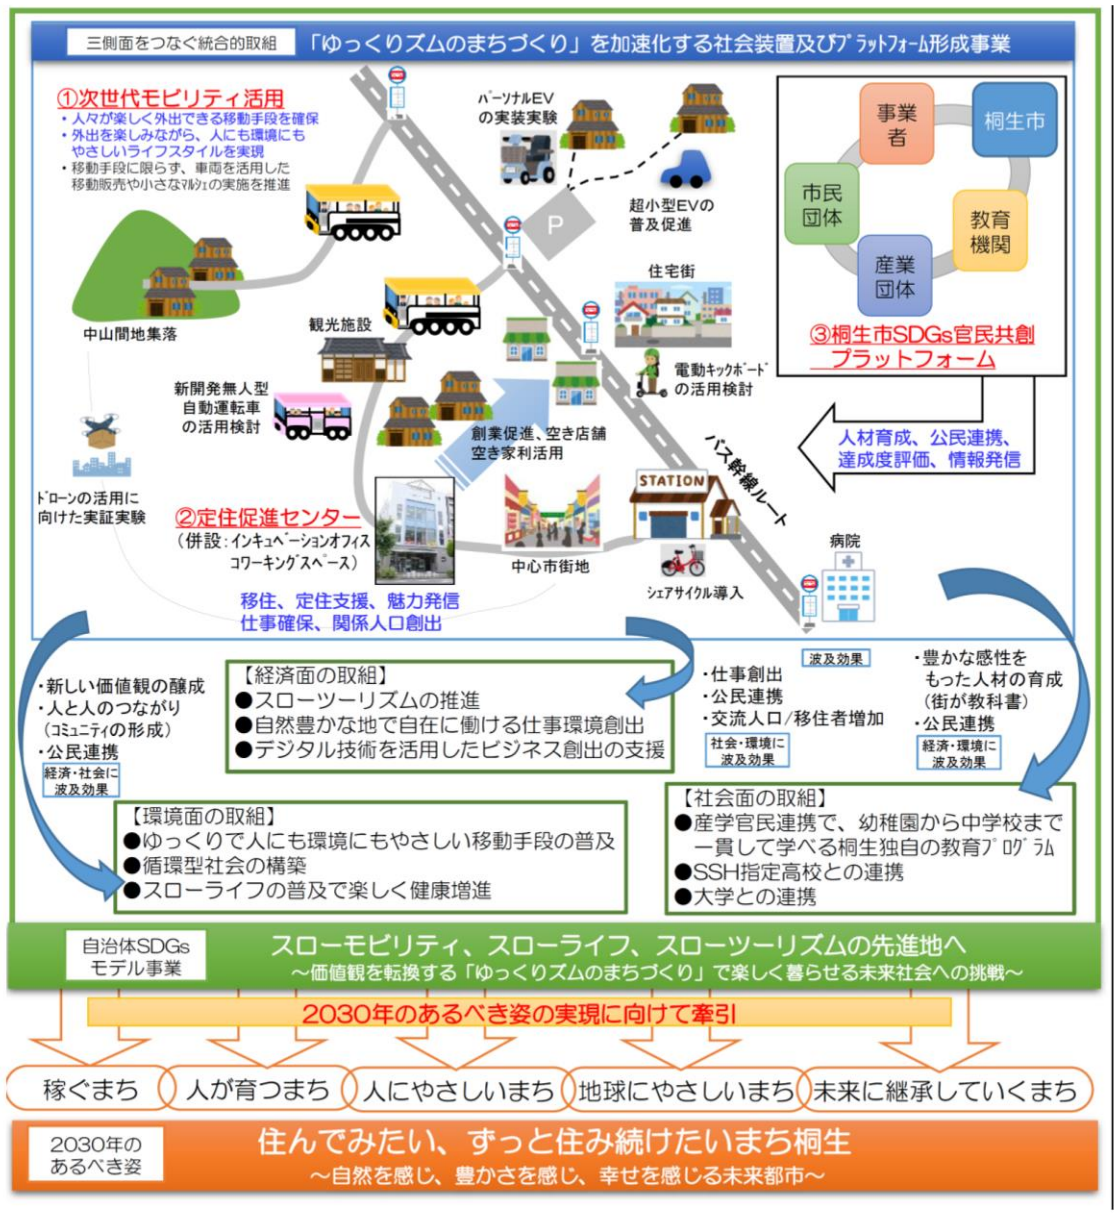 三側面をつなぐ統合的取組
「ゆっくりズムのまちづくり」を加速化する社会装置及びﾌﾟﾗｯﾄﾌｫｰﾑ形成事業
①次世代モビリティ活用
・人々が楽しく外出できる移動手段を確保
・外出を楽しみながら、人にも環境にも
やさしいライフスタイルを実現
・移動手段に限らず、車両を活用した
移動販売や小さなﾏﾙｼｪの実施を推進
ﾊﾟｰｿﾅﾙEV
の実装実験
P
超小型EVの
普及促進
事業
者
桐生市
市民
団体
教育
機関
産業
団体
③桐生市SDGs官民共創
プラットフォーム
人材育成、公民連携、
達成度評価、情報発信
中山間地集落
観光施設
住宅街
電動ｷｯｸﾎﾞｰﾄﾞ
の活用検討
新開発無人型
自動運転車
の活用検討
創業促進、空き店舗
空き家利活用
ﾄﾞﾛｰﾝの活用に
向けた実証実験
②定住促進センター
（併設：ｲﾝｷｭﾍﾞｰｼｮﾝｵﾌｨｽ
ｺﾜｰｷﾝｸﾞｽﾍﾟｰｽ）
移住、定住支援、魅力発信
仕事確保、関係人口創出
中心市街地
STATION
バス幹線ルート
ｼｪｱｻｲｸﾙ導入
病院
・新しい価値観の醸成
・人と人のつながり
（ｺﾐｭﾆﾃｨの形成）
・公民連携
経済・社会に
波及効果
【経済面の取組】
●スローツーリズムの推進
●自然豊かな地で自在に働ける仕事環境創出
●デジタル技術を活用したビジネス創出の支援
波及効果
・仕事創出
・公民連携
・交流人口/移住者増加
社会・環境に
波及効果
・豊かな感性を
もった人材の育成
（街が教科書）
・公民連携
経済・環境に
波及効果
【環境面の取組】
●ゆっくりで人にも環境にもやさしい移動手段の普及
●循環型社会の構築
●スローライフの普及で楽しく健康増進
【社会面の取組】
●産学官民連携で、幼稚園から中学校まで
一貫して学べる桐生独自の教育ﾌﾟﾛｸﾞﾗﾑ
●SSH指定高校との連携
●大学との連携
自治体SDGs
モデル事業
スローモビリティ、スローライフ、スローツーリズムの先進地へ
～価値観を転換する「ゆっくりズムのまちづくり」で楽しく暮らせる未来社会への挑戦～
2030年のあるべき姿の実現に向けて牽引
稼ぐまち
人が育つまち
人にやさしいまち
地球にやさしいまち
未来に継承していくまち
2030年の
あるべき姿
住んでみたい、ずっと住み続けたいまち桐生
～自然を感じ、豊かさを感じ、幸せを感じる未来都市～